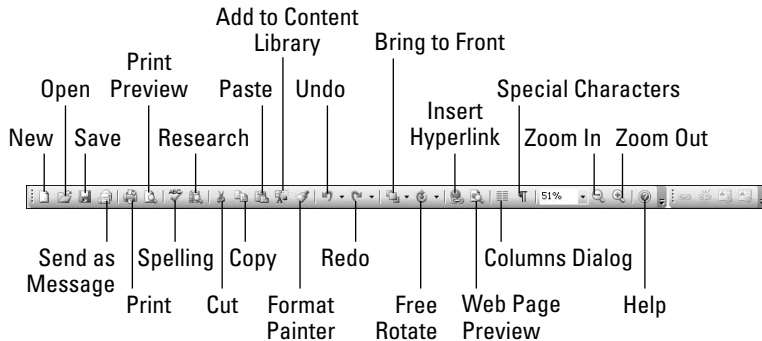 Add to Content
Library
Bring to Front
Print
Preview
Open
Paste
Undo
Special Characters
Insert
Hyperlink
New
Save
Research
Zoom In
Zoom Out
ABC
51%
Send as
Message
Spelling
Copy
Redo
Columns Dialog
Print
Cut
Format
Painter
Free
Rotate
Web Page
Preview
Help